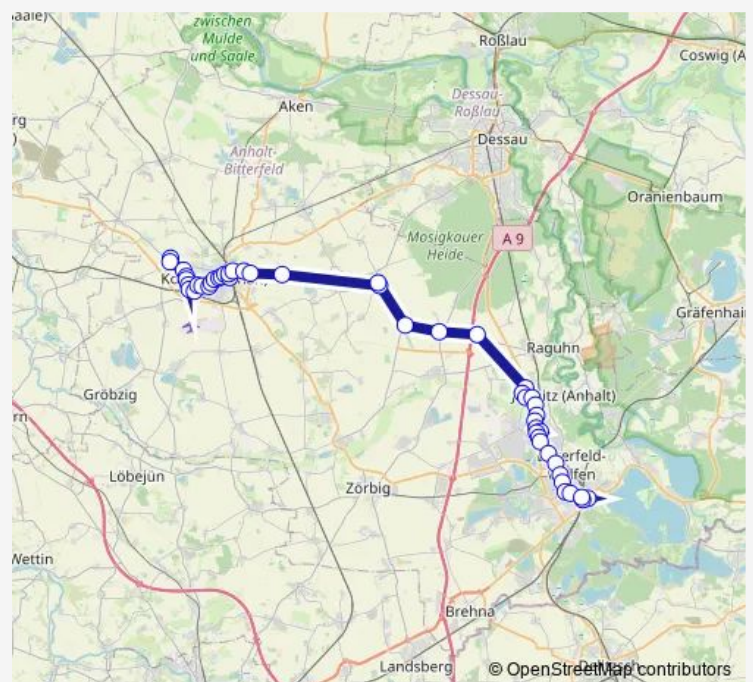 zwischen
Mulde
und Saale
Roßlau
Coswig (A
Aken
Dessau-
Roßlau
Dessau
Anhalt-
Bitterfeld
Oranienbaum
Mosigkauer
Heide
A 9
Gräfenhai
Raguhn
Gröbzig
tz (Anhalt)
Löbejün
Zörbig
Wettin
Brehna
Landsberg
© OpenStreetMap contributors